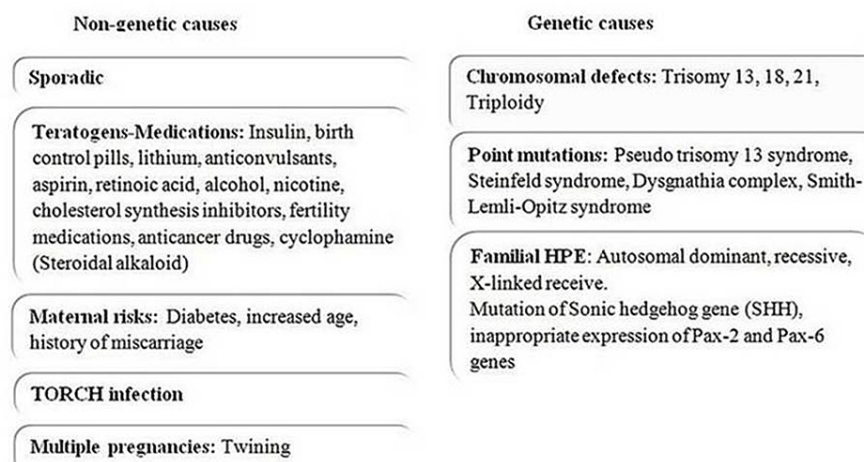 Non-genetic causes
Sporadic
Teratogens-Medications: Insulin, birth
control pills, lithium, anticonvulsants,
aspirin, retinoic acid, alcohol, nicotine,
cholesterol synthesis inhibitors, fertility
medications, anticancer drugs, cyclophamine
(Steroidal alkaloid)
Maternal risks: Diabetes, increased age,
history of miscarriage
TORCH infection
Multiple pregnancies: Twining
Genetic causes
Chromosomal defects: Trisomy 13, 18, 21,
Triploidy
Point mutations: Pseudo trisomy 13 syndrome,
Steinfeld syndrome, Dysgnathia complex, Smith-
Lemli-Opitz syndrome
Familial HPE: Autosomal dominant, recessive,
X-linked receive.
Mutation of Sonic hedgehog gene (SHH),
inappropriate expression of Pax-2 and Pax-6
genes